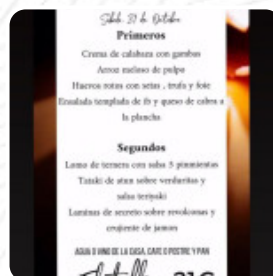 Sábado, 21 de Octubre
Primeros
Crema de calabaza con gambas
Arroz meloso de pulpo
Huevos rotos con setas , trufa y foie
Ensalada templada de ib y queso de cabra a
la plancha
Segundos
Lomo de ternera con salsa 5 pimientas
Tataki de atun sobre verduritas y
salsa teriyaki
Laminas de secreto sobre revolconas y
crujiente de jamon
AGUA O VINO DE LA CASA, CAFE O POSTRE Y PAN